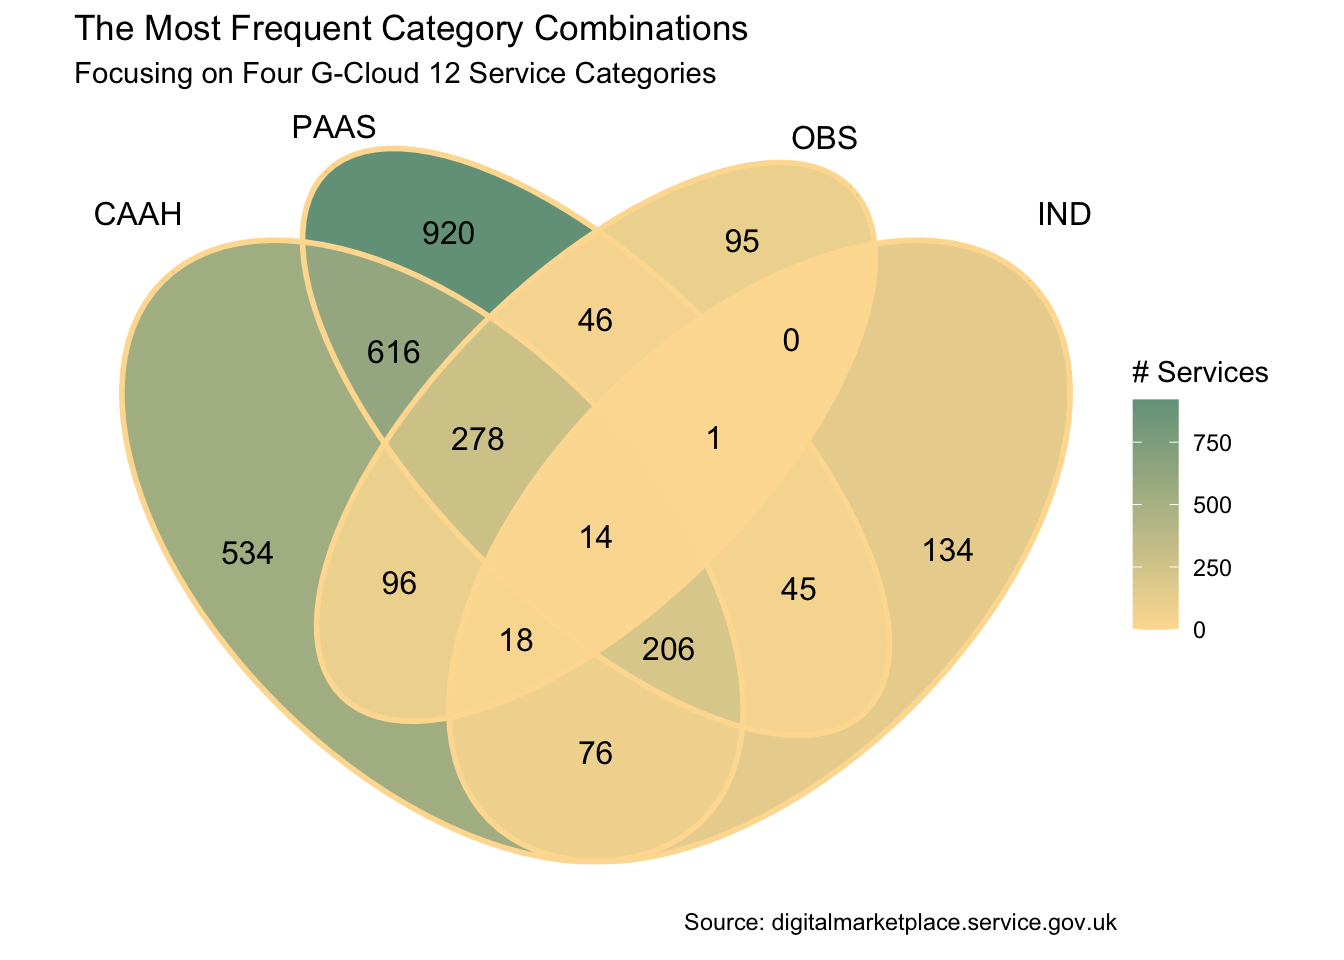 The Most Frequent Category Combinations
Focusing on Four G-Cloud 12 Service Categories
PAAS
OBS
CAAH
IND
920
95
46
0
616
278
1
14
534
96
134
45
18
206
76
# Services
750
500
250
0
Source: digitalmarketplace.service.gov.uk